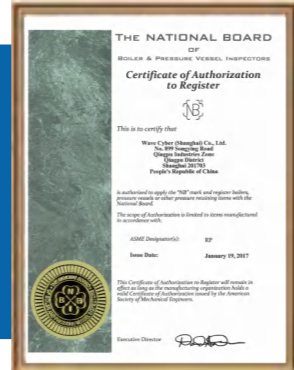 THE NATIONAL BOARD
OF
BOILER & PRESSURE VESSEL INSPECTORS
Certificate of Authorization
to Register
NB
This is to certify that
Wave Cyber (Shanghai) Co., Ltd.
No. 899 Songying Road
Qingpu Industries Zone
Qingpu District
Shanghai 201703
People's Republic of China
is authorized to apply the "NB" mark and register boilers,
pressure vessels or other pressure retaining items with the
National Board.
The scope of Authorization is limited to items manufactured
in accordance with:
ASME Designator(s): RP
Issue Date: January 19, 2017
This Certificate of Authorization to Register will remain in
effect as long as the manufacturing organization holds a
valid Certificate of Authorization issued by the American
Society of Mechanical Engineers.
Executive Director